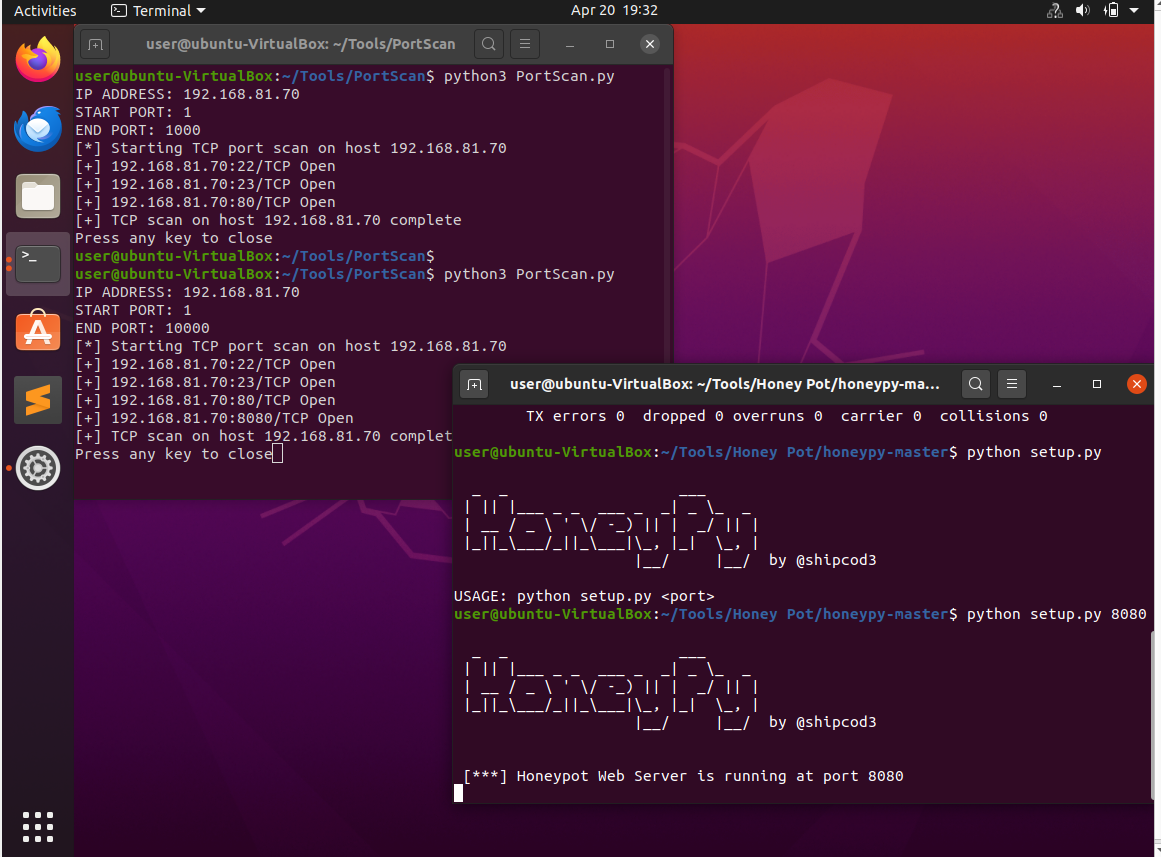 Activities
Terminal
Apr 20 19:32
user@ubuntu-VirtualBox: ~/Tools/PortScan
user@ubuntu-VirtualBox:~/Tools/PortScan$ python3 PortScan.py
IP ADDRESS: 192.168.81.70
START PORT: 1
END PORT: 1000
[*] Starting TCP port scan on host 192.168.81.70
[+] 192.168.81.70:22/TCP Open
[+] 192.168.81.70:23/TCP Open
[+] 192.168.81.70:80/TCP Open
[+] TCP scan on host 192.168.81.70 complete
Press any key to close
user@ubuntu-VirtualBox:~/Tools/PortScan$
user@ubuntu-VirtualBox:~/Tools/PortScan$ python3 PortScan.py
IP ADDRESS: 192.168.81.70
START PORT: 1
END PORT: 10000
[*] Starting TCP port scan on host 192.168.81.70
[+] 192.168.81.70:22/TCP Open
[+] 192.168.81.70:23/TCP Open
[+] 192.168.81.70:80/TCP Open
[+] 192.168.81.70:8080/TCP Open
[+] TCP scan on host 192.168.81.70 complet
Press any key to close
user@ubuntu-VirtualBox: ~/Tools/Honey Pot/honeypy-ma...
TX errors 0 dropped 0 overruns 0 carrier 0 collisions 0
user@ubuntu-VirtualBox:~/Tools/Honey Pot/honeypy-master$ python setup.py
HoneyPy
by @shipcod3
USAGE: python setup.py <port>
user@ubuntu-VirtualBox:~/Tools/Honey Pot/honeypy-master$ python setup.py 8080
HoneyPy
by @shipcod3
[***] Honeypot Web Server is running at port 8080